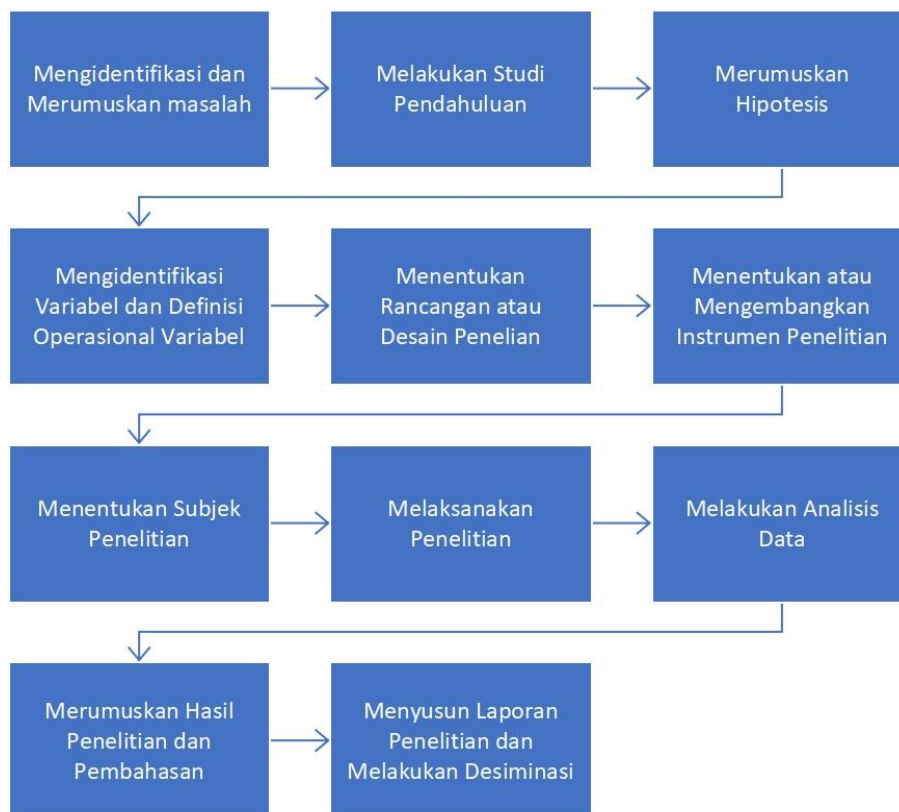 Mengidentifikasi dan
Merumuskan masalah
Melakukan Studi
Pendahuluan
Merumuskan
Hipotesis
Mengidentifikasi
Variabel dan Definisi
Operasional Variabel
Menentukan
Rancangan atau
Desain Penelian
Menentukan atau
Mengembangkan
Instrumen Penelitian
Menentukan Subjek
Penelitian
Melaksanakan
Penelitian
Melakukan Analisis
Data
Merumuskan Hasil
Penelitian dan
Pembahasan
Menyusun Laporan
Penelitian dan
Melakukan Desiminasi